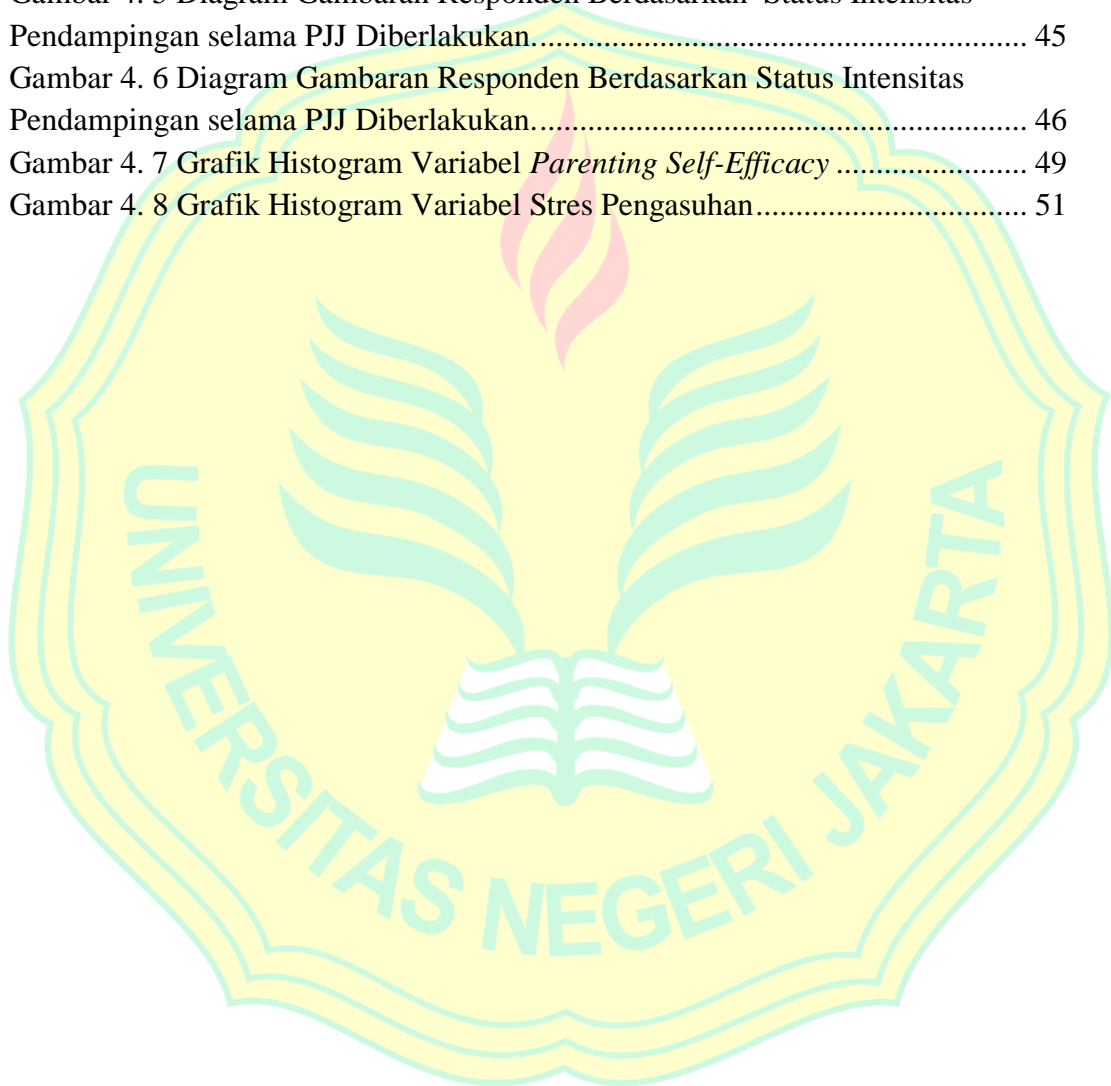 Gambar 4. 5 Diagram Gambaran Responden Berdasarkan Status Intensitas
Pendampingan selama PJJ Diberlakukan............................................................ 45
Gambar 4. 6 Diagram Gambaran Responden Berdasarkan Status Intensitas
Pendampingan selama PJJ Diberlakukan............................................................ 46
Gambar 4. 7 Grafik Histogram Variabel Parenting Self-Efficacy ....................... 49
Gambar 4. 8 Grafik Histogram Variabel Stres Pengasuhan................................ 51
UNIVERSITAS NEGERI JAKARTA